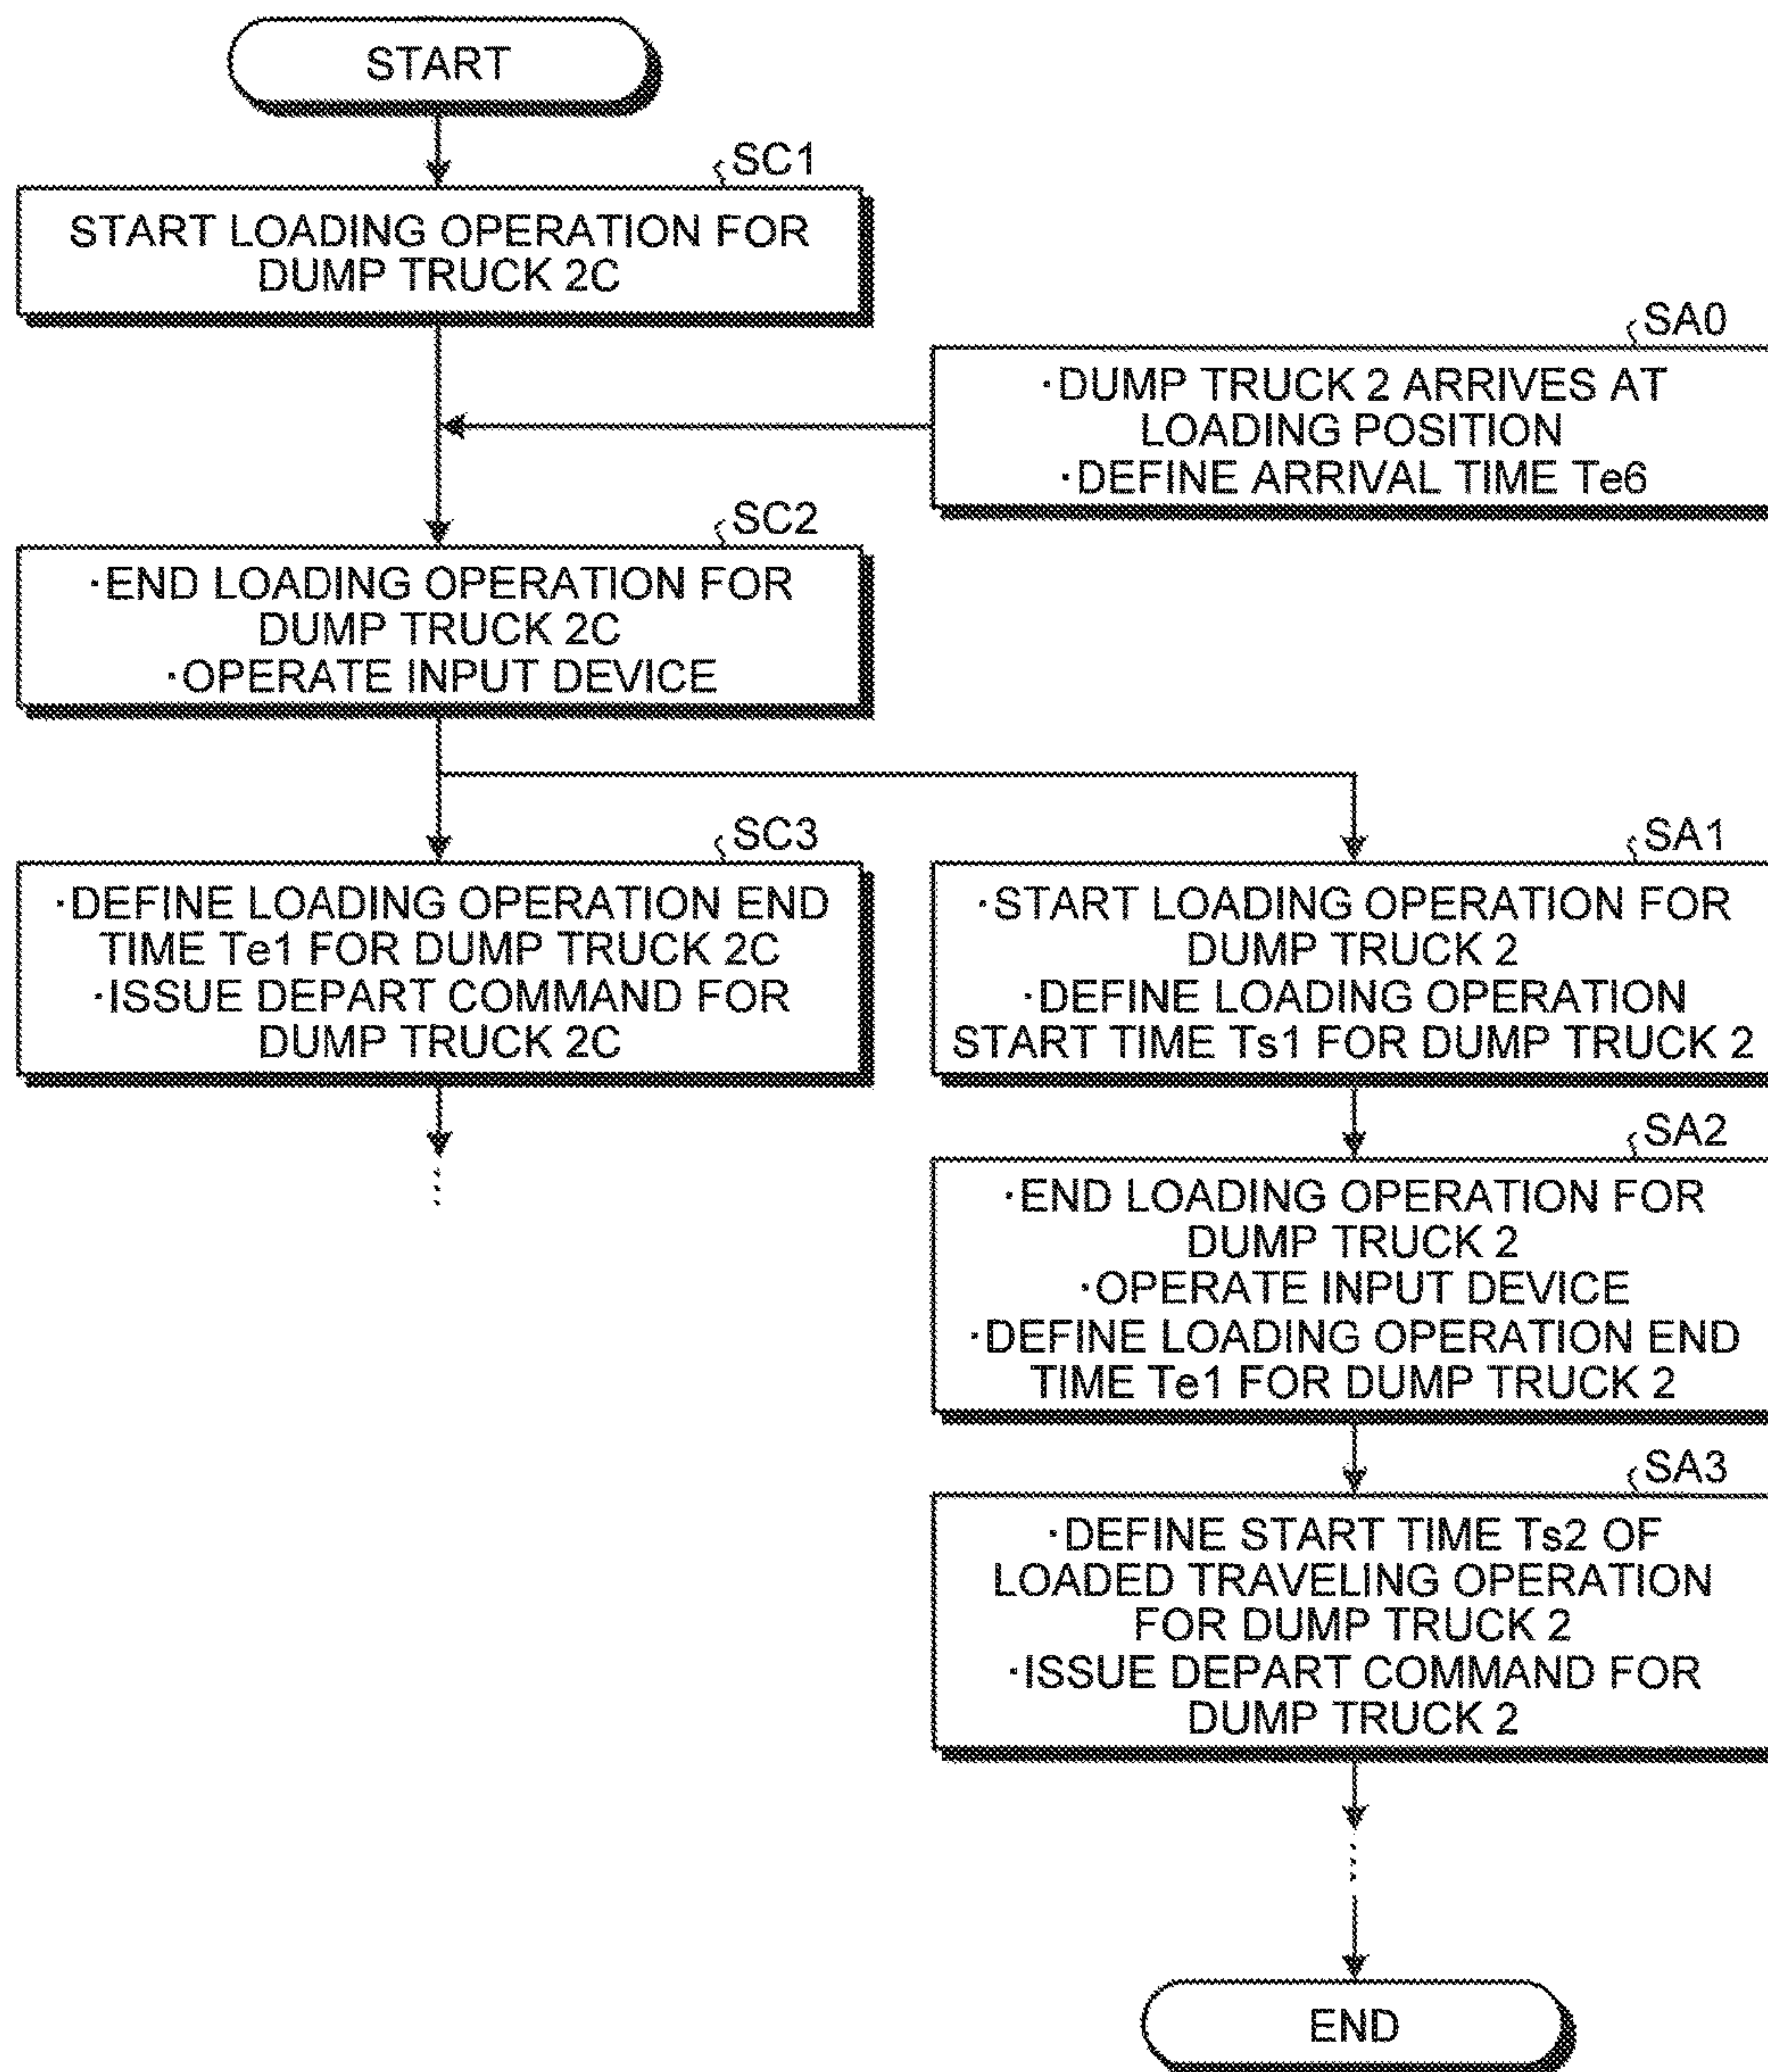 START
SC1
START LOADING OPERATION FOR
DUMP TRUCK 2C
SA0
·DUMP TRUCK 2 ARRIVES AT
LOADING POSITION
·DEFINE ARRIVAL TIME Te6
SC2
·END LOADING OPERATION FOR
DUMP TRUCK 2C
·OPERATE INPUT DEVICE
SC3
·DEFINE LOADING OPERATION END
TIME Te1 FOR DUMP TRUCK 2C
·ISSUE DEPART COMMAND FOR
DUMP TRUCK 2C
SA1
·START LOADING OPERATION FOR
DUMP TRUCK 2
·DEFINE LOADING OPERATION
START TIME Ts1 FOR DUMP TRUCK 2
SA2
·END LOADING OPERATION FOR
DUMP TRUCK 2
·OPERATE INPUT DEVICE
·DEFINE LOADING OPERATION END
TIME Te1 FOR DUMP TRUCK 2
SA3
·DEFINE START TIME Ts2 OF
LOADED TRAVELING OPERATION
FOR DUMP TRUCK 2
·ISSUE DEPART COMMAND FOR
DUMP TRUCK 2
END